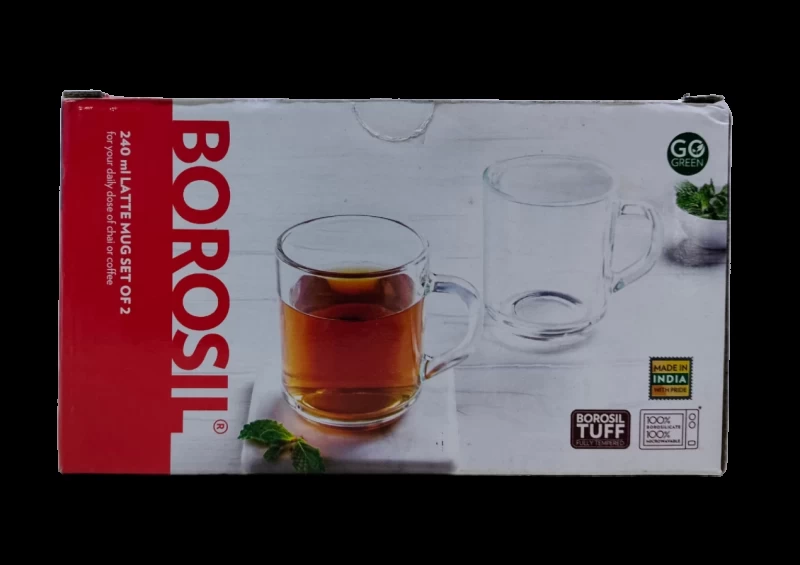 BOROSIL®
240 ml LATTE MUG SET OF 2
for your daily dose of chai or coffee
GO
GREEN
MADE IN
INDIA
WITH PRIDE
BOROSIL
TUFF
FULLY TEMPERED
100%
BOROSILICATE
100%
MICROWAVABLE